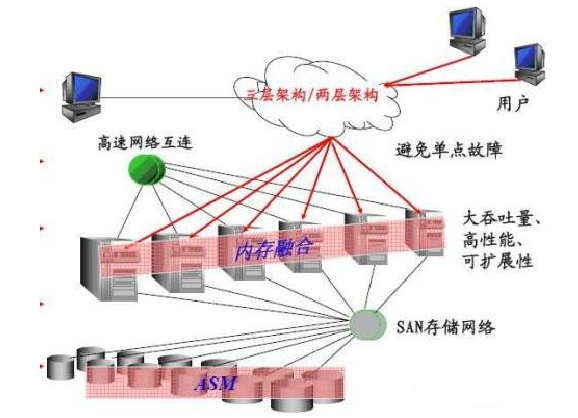 三层架构/两层架构
用户
高速网络互连
避免单点故障
内存融合
大吞吐量、
高性能、
可扩展性
SAN存储网络
ASM